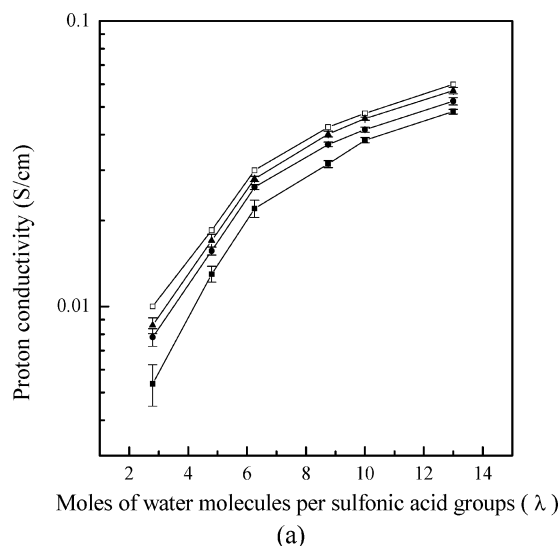 0.1
0.01
Proton conductivity (S/cm)
2 4 6 8 10 12 14
Moles of water molecules per sulfonic acid groups ( λ )
(a)